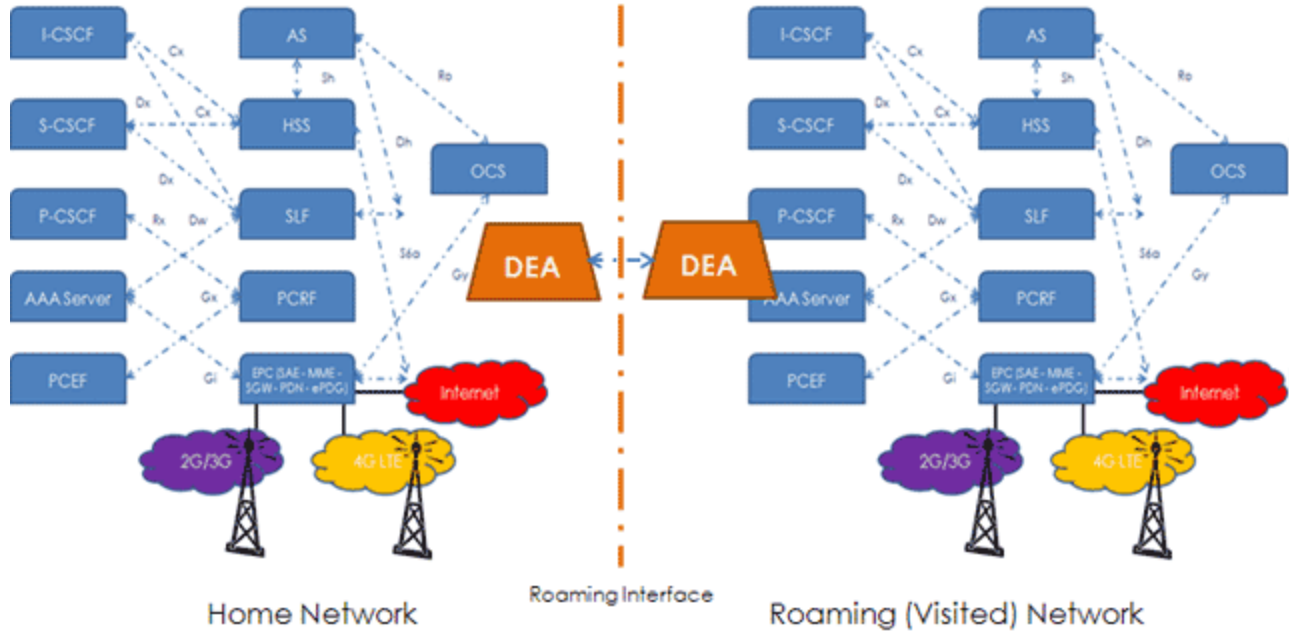 I-CSCF
AS
Cx
Sh
Ro
S-CSCF
Dx
Cx
HSS
Dh
OCS
Dx
P-CSCF
Rx
Dw
SLF
S6a
Gy
DEA
AAA Server
Gx
PCRF
PCEF
Gi
EPC (SAE - MME -
SGW - PDN - ePDG)
Internet
2G/3G
4G LTE
Home Network
Roaming Interface
I-CSCF
AS
Sh
Ro
S-CSCF
Dx
Cx
HSS
Dh
OCS
Dx
P-CSCF
Rx
Dw
SLF
S6a
Gy
DEA
AAA Server
Gx
PCRF
PCEF
Gi
EPC (SAE - MME -
SGW - PDN - ePDG)
Internet
2G/3G
4G LTE
Roaming (Visited) Network